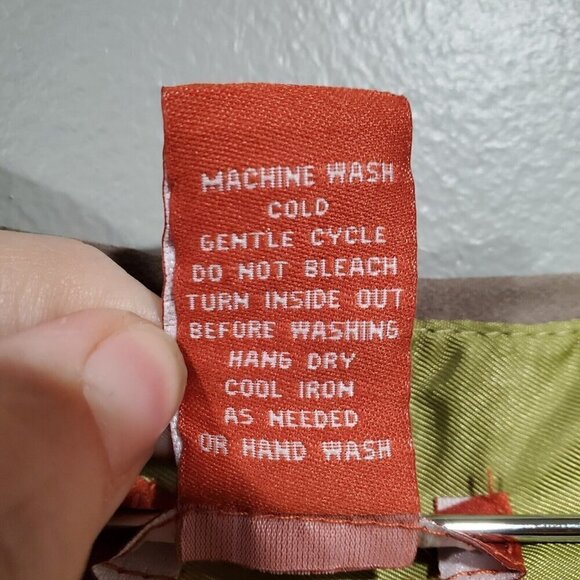 MACHINE WASH
COLD
GENTLE CYCLE
DO NOT BLEACH
TURN INSIDE OUT
BEFORE WASHING
HANG DRY
COOL IRON
AS NEEDED
OR HAND WASH